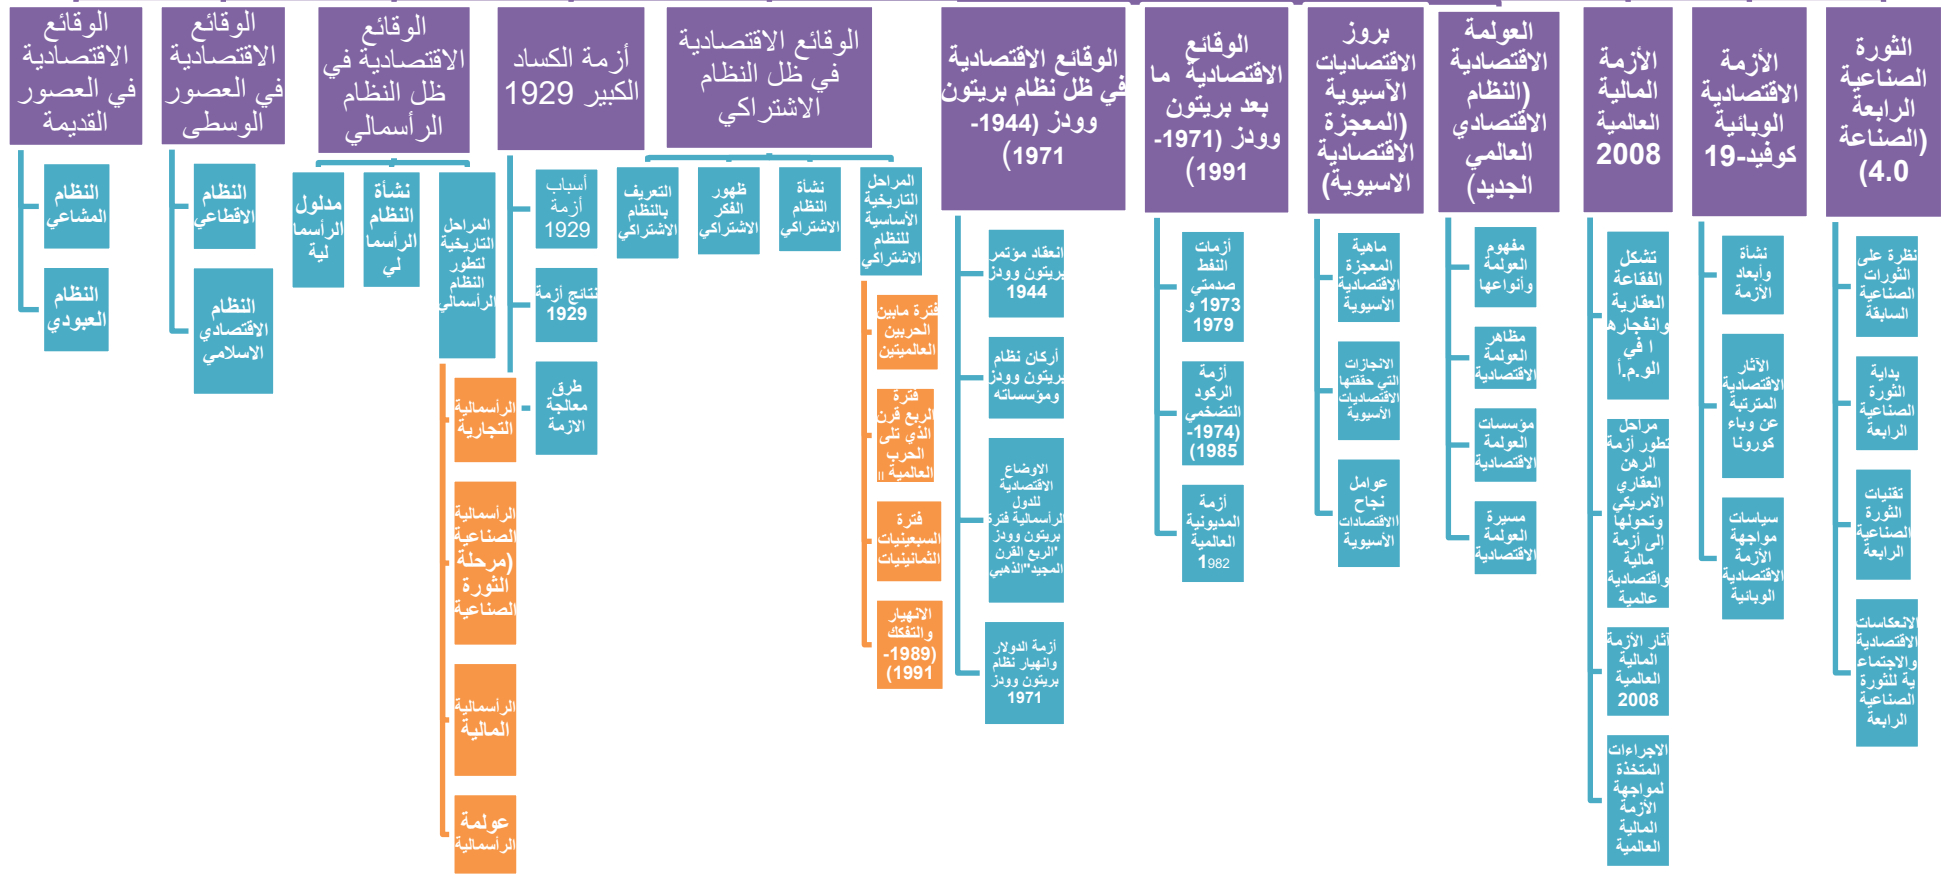 الوقائع
الاقتصادية
في العصور
القديمة
النظام
المشاعي
النظام
العبودي
الوقائع
الاقتصادية
في العصور
الوسطى
النظام
الاقطاعي
النظام
الاقتصادي
الاسلامي
الوقائع
الاقتصادية في
ظل النظام
الرأسمالي
مدلول
الرأسما
لية
نشأة
النظام
الرأسما
لي
المراحل
التاريخية
لتطور
النظام
الرأسمالي
الرأسمالية
التجارية
الرأسمالية
الصناعية
(مرحلة
الثورة
الصناعية
الرأسمالية
المالية
عولمة
الرأسمالية
أزمة الكساد
الكبير 1929
أسباب
أزمة
1929
نتائج أزمة
1929
طرق
معالجة
الازمة
الوقائع الاقتصادية
في ظل النظام
الاشتراكي
التعريف
بالنظام
الاشتراكي
ظهور
الفكر
الاشتراكي
نشأة
النظام
الاشتراكي
المراحل
التاريخية
الأساسية
للنظام
الاشتراكي
فترة مابين
الحربين
العالميتين
فترة
الربع قرن
الذي تلى
الحرب
العالمية II
فترة
السبعينيات
الثمانينيات
الانهيار
والتفكك
(1989-
1991)
الوقائع الاقتصادية
في ظل نظام بريتون
وودز (1944-
1971)
انعقاد مؤتمر
بريتون وودز
1944
أركان نظام
بريتون وودز
ومؤسساته
الاوضاع
الاقتصادية
للدول
الرأسمالية فترة
بريتون وودز
'الربع القرن
المجيد"الذهبي
أزمة الدولار
وانهيار نظام
بريتون وودز
1971
الوقائع
الاقتصادية ما
بعد بريتون
وودز (1971-
1991)
أزمات
النفط
صدمتي
1973 و
1979
أزمة
الركود
التضخمي
(1974-
1985)
أزمة
المديونية
العالمية
1982
بروز
الاقتصاديات
الآسيوية
(المعجزة
الاقتصادية
الاسيوية)
ماهية
المعجزة
الاقتصادية
الأسيوية
الانجازات
التي حققتها
الاقتصاديات
الأسيوية
عوامل
نجاح
االاقتصادات
الأسيوية
العولمة
الاقتصادية
(النظام
الاقتصادي
العالمي
الجديد)
مفهوم
العولمة
وأنواعها
مظاهر
العولمة
الاقتصادية
مؤسسات
العولمة
الاقتصادية
مسيرة
العولمة
الاقتصادية
الأزمة
المالية
العالمية
2008
تشكل
الفقاعة
العقارية
وانفجاره
ا في
الو.م.أ
مراحل
تطور أزمة
الرهن
العقاري
الأمريكي
وتحولها
إلى أزمة
مالية
واقتصادية
عالمية
آثار الأزمة
المالية
العالمية
2008
الاجراءات
المتخذة
لمواجهة
الأزمة
المالية
العالمية
الأزمة
الاقتصادية
الوبائية
كوفيد-19
نشأة
وأبعاد
الأزمة
الآثار
الاقتصادية
المترتبة
عن وباء
كورونا
سياسات
مواجهة
الأزمة
الاقتصادية
الوبائية
الثورة
الصناعية
الرابعة
(الصناعة
4.0)
نظرة على
الثورات
الصناعية
السابقة
بداية
الثورة
الصناعية
الرابعة
تقنيات
الثورة
الصناعية
الرابعة
الانعكاسات
الاقتصادية
والاجتماع
ية للثورة
الصناعية
الرابعة